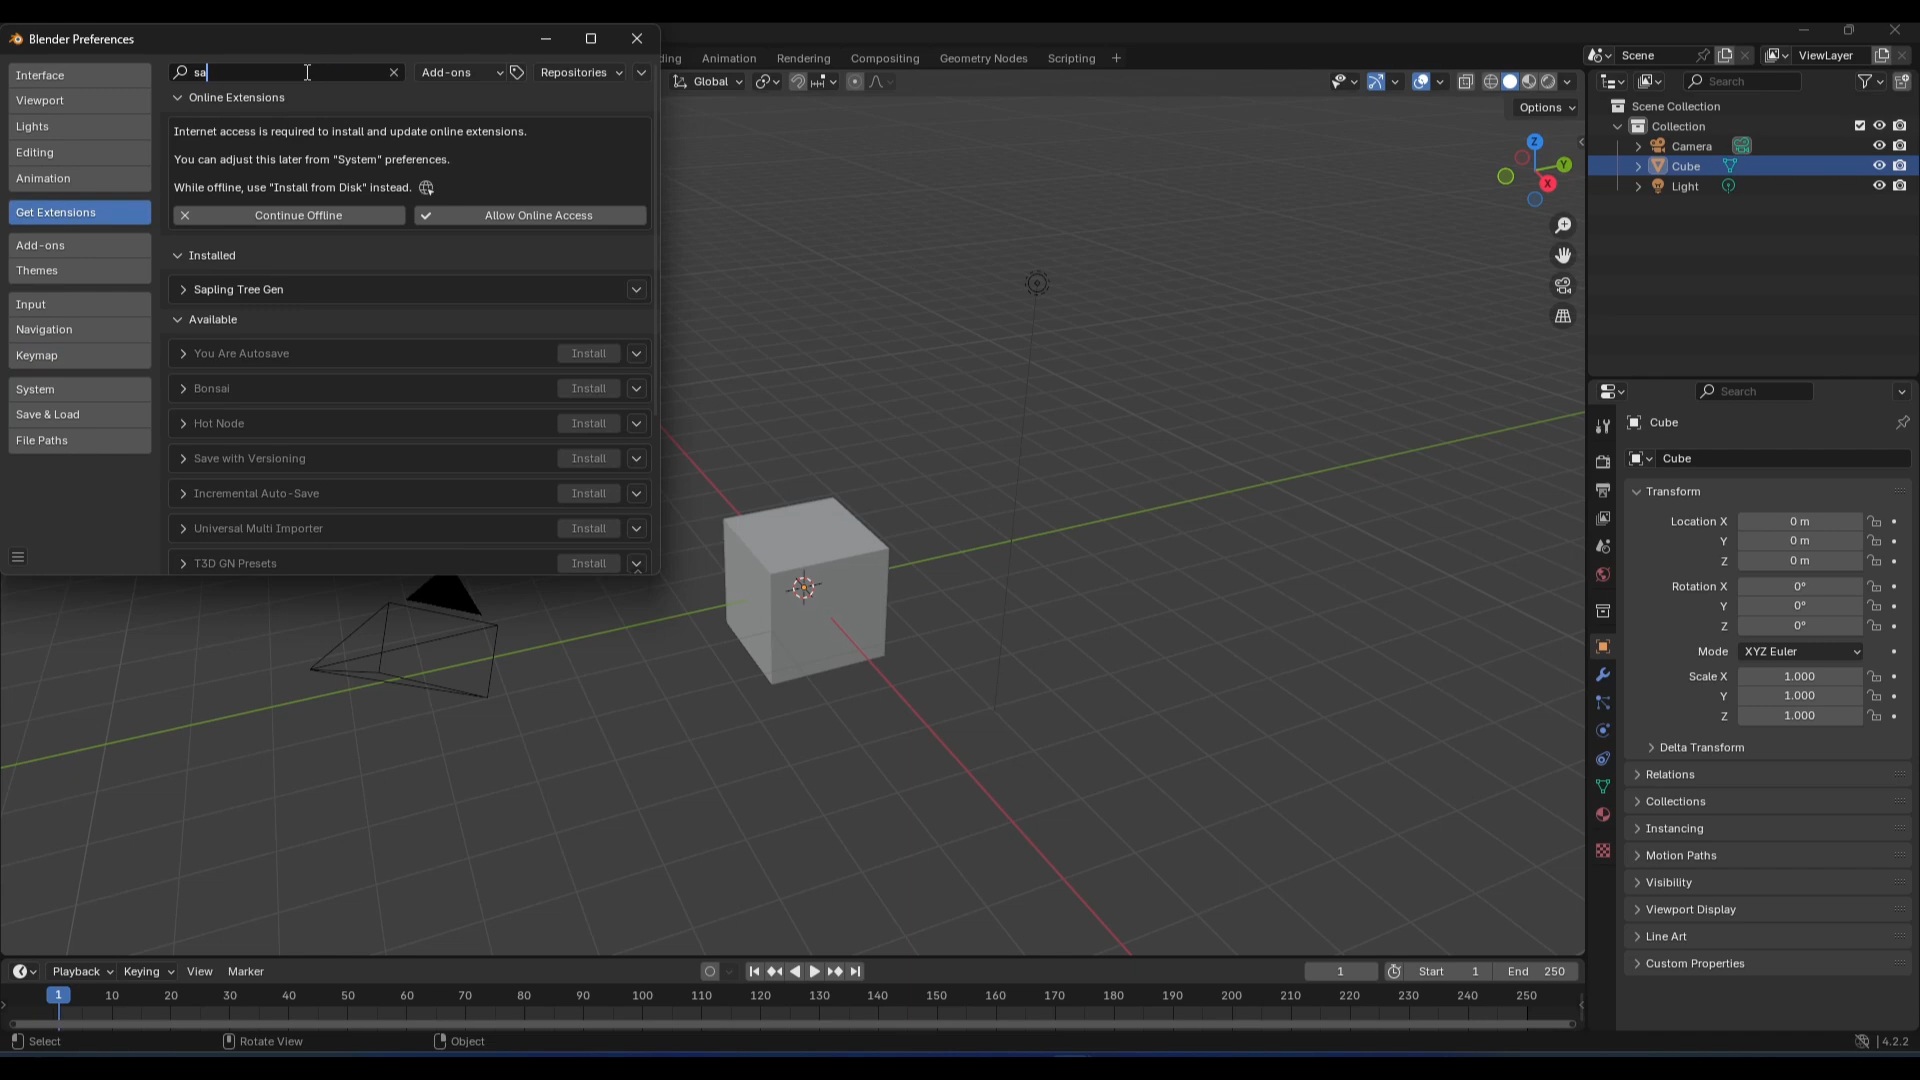 Blender Preferences
Interface
Viewport
Lights
Editing
Animation
Get Extensions
Add-ons
Themes
Input
Navigation
Keymap
System
Save & Load
File Paths
sa
Add-ons
Repositories
Online Extensions
Internet access is required to install and update online extensions.
You can adjust this later from "System" preferences.
While offline, use "Install from Disk" instead.
Continue Offline
Allow Online Access
Installed
Sapling Tree Gen
Available
You Are Autosave Install
Bonsai Install
Hot Node Install
Save with Versioning Install
Incremental Auto-Save Install
Universal Multi Importer Install
T3D GN Presets Install
ding Animation Rendering Compositing Geometry Nodes Scripting +
Scene ViewLayer
Global
Options
Z
Y
X
Search
Scene Collection
Collection
Camera
Cube
Light
Search
Cube
Cube
Transform
Location X 0 m
Y 0 m
Z 0 m
Rotation X 0°
Y 0°
Z 0°
Mode XYZ Euler
Scale X 1.000
Y 1.000
Z 1.000
Delta Transform
Relations
Collections
Instancing
Motion Paths
Visibility
Viewport Display
Line Art
Custom Properties
Playback Keying View Marker
1 Start 1 End 250
1 10 20 30 40 50 60 70 80 90 100 110 120 130 140 150 160 170 180 190 200 210 220 230 240 250
Select Rotate View Object 4.2.2